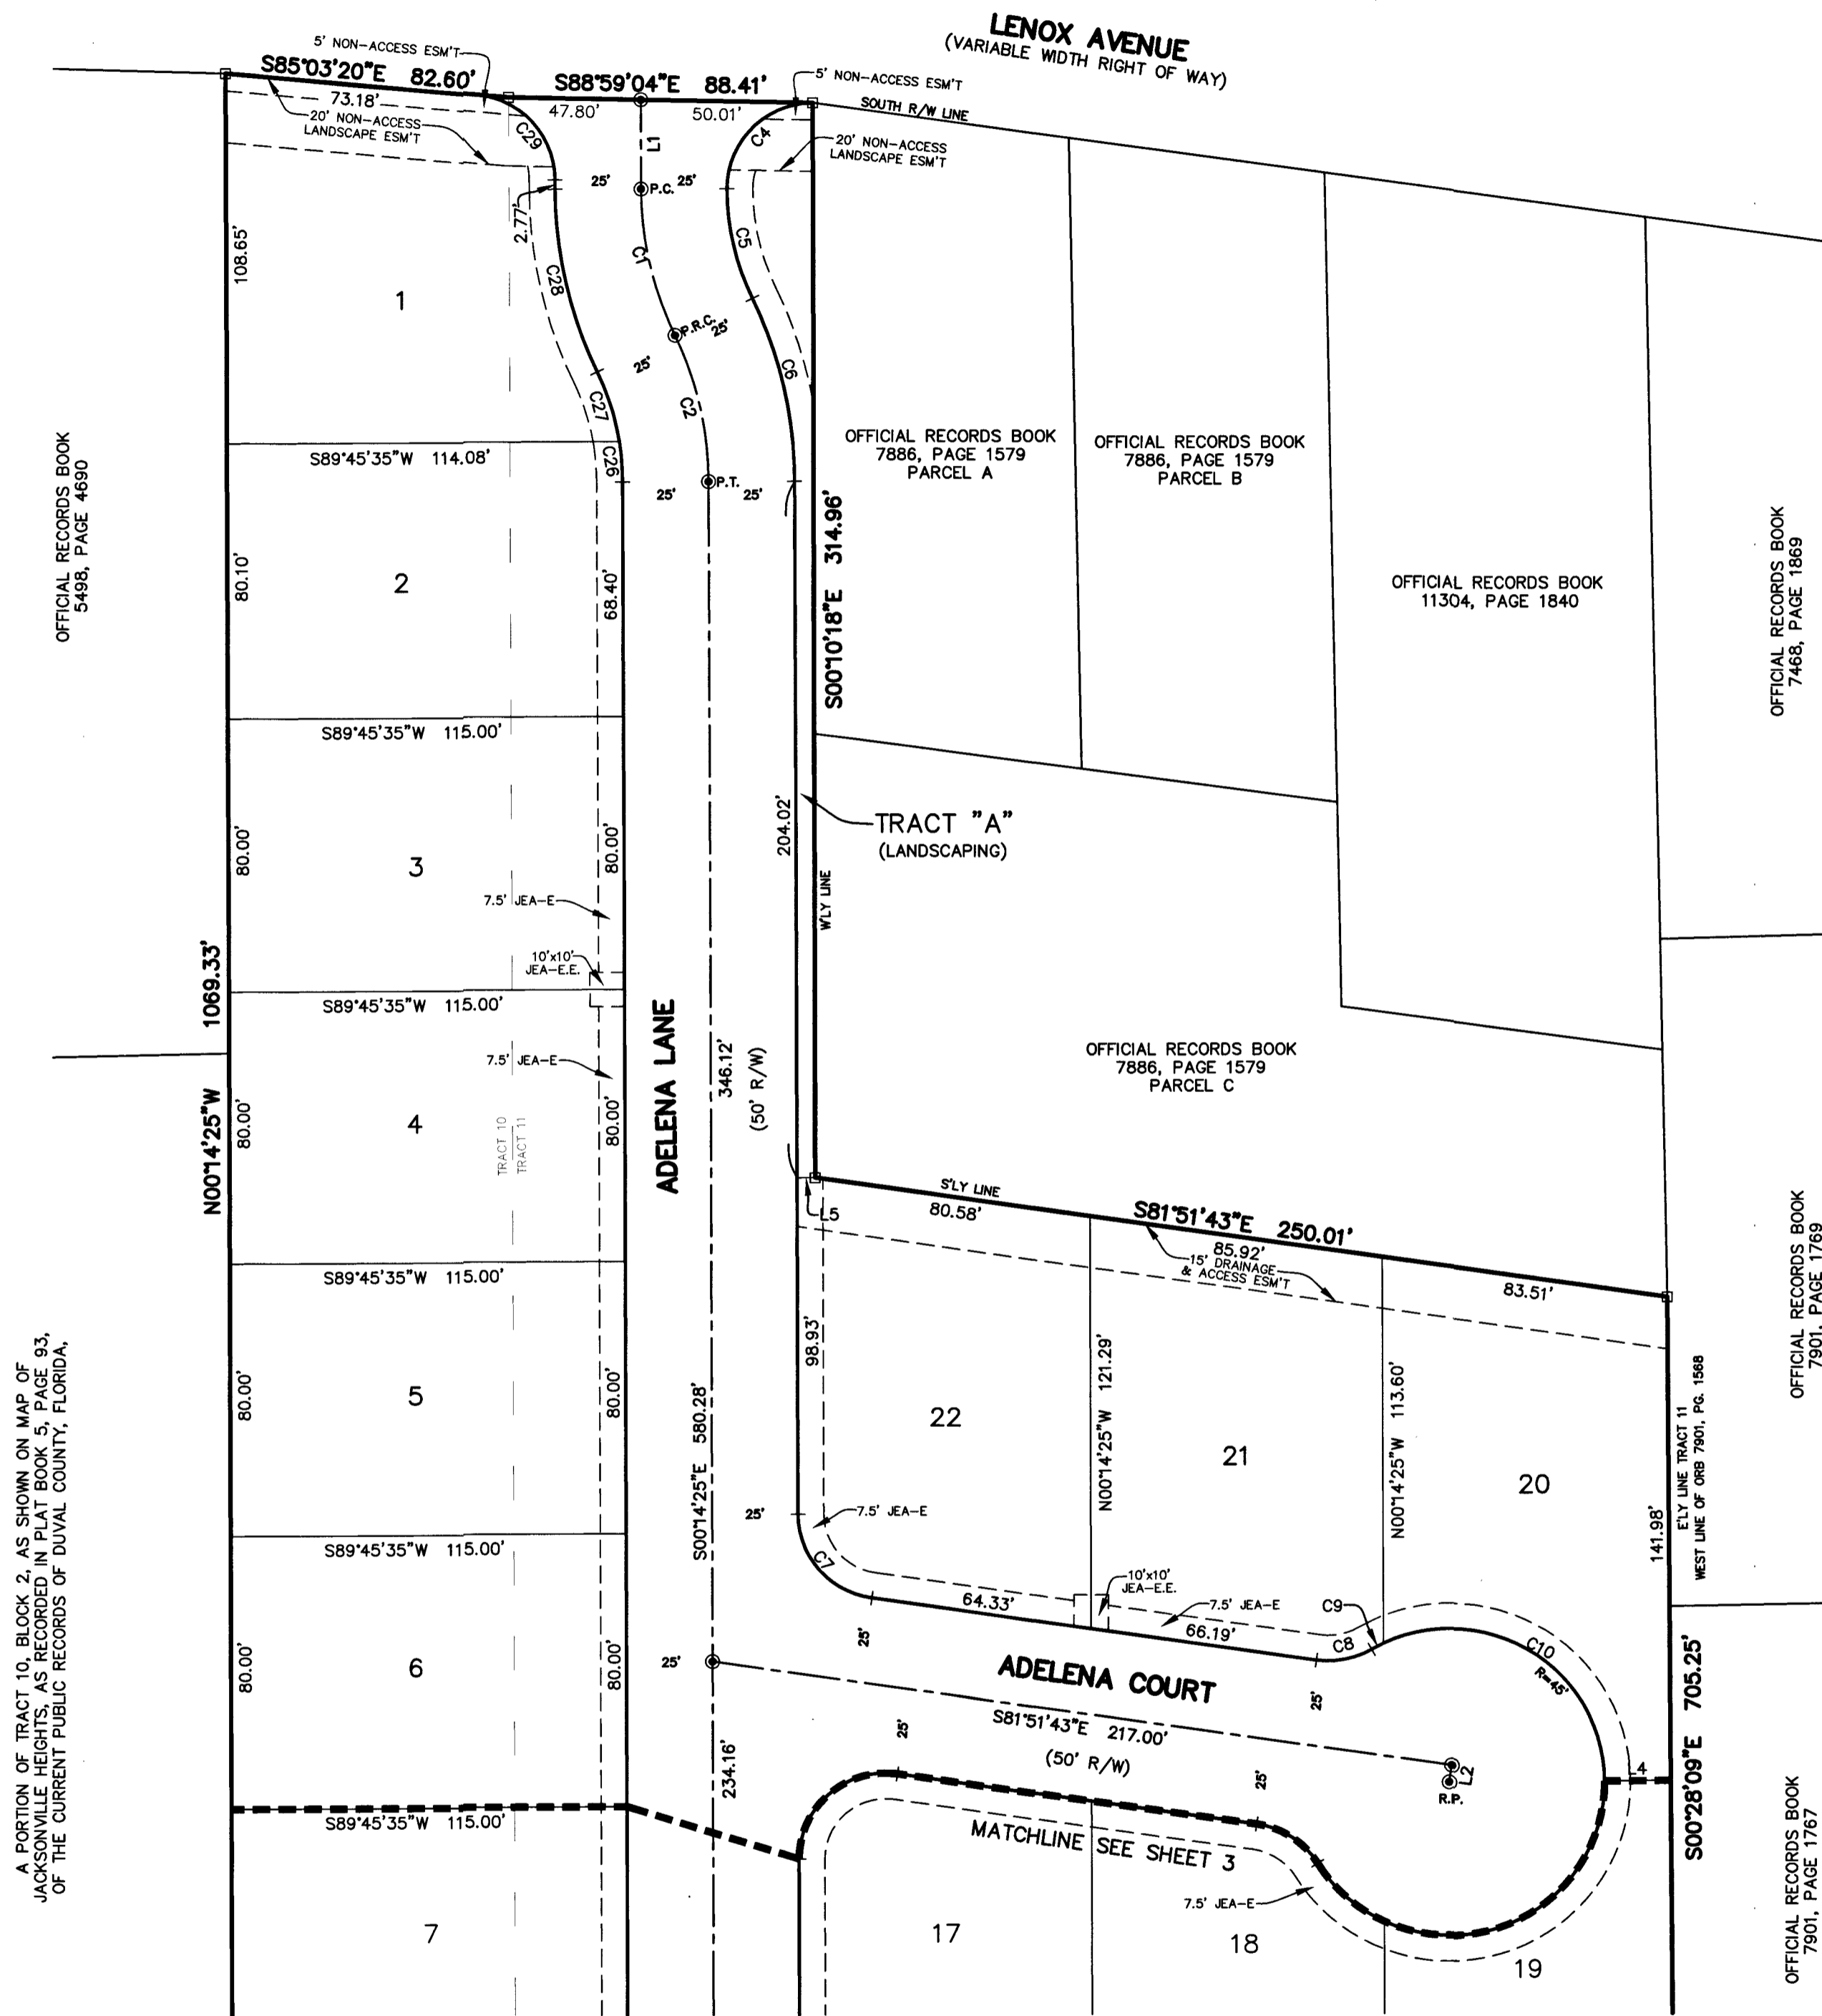 LENOX AVENUE
(VARIABLE WIDTH RIGHT OF WAY)
5' NON-ACCESS ESM'T
S85°03'20"E 82.60'
S88°59'04"E 88.41'
5' NON-ACCESS ESM'T
73.18'
47.80'
50.01'
SOUTH R/W LINE
20' NON-ACCESS
LANDSCAPE ESM'T
C29
L1
C4
20' NON-ACCESS
LANDSCAPE ESM'T
25'
P.C.
25'
2.77'
108.65'
C28
C1
C5
1
P.R.C.
25'
25'
C6
C27
C2
OFFICIAL RECORDS BOOK
5498, PAGE 4690
S89°45'35"W 114.08'
C26
25'
P.T.
25'
OFFICIAL RECORDS BOOK
7886, PAGE 1579
PARCEL A
OFFICIAL RECORDS BOOK
7886, PAGE 1579
PARCEL B
OFFICIAL RECORDS BOOK
11304, PAGE 1840
OFFICIAL RECORDS BOOK
7468, PAGE 1869
S00°10'18"E 314.96'
80.10'
2
68.40'
S89°45'35"W 115.00'
80.00'
3
80.00'
204.02'
TRACT "A"
(LANDSCAPING)
W'LY LINE
7.5' JEA-E
10'x10'
JEA-E.E.
S89°45'35"W 115.00'
N00°14'25"W 1069.33'
7.5' JEA-E
ADELENA LANE
346.12'
(50' R/W)
OFFICIAL RECORDS BOOK
7886, PAGE 1579
PARCEL C
80.00'
4
80.00'
TRACT 10
TRACT 11
S'LY LINE
L5
80.58'
S81°51'43"E 250.01'
85.92'
15' DRAINAGE
& ACCESS ESM'T
83.51'
OFFICIAL RECORDS BOOK
7901, PAGE 1769
S89°45'35"W 115.00'
A PORTION OF TRACT 10, BLOCK 2, AS SHOWN ON MAP OF
JACKSONVILLE HEIGHTS, AS RECORDED IN PLAT BOOK 5, PAGE 93,
OF THE CURRENT PUBLIC RECORDS OF DUVAL COUNTY, FLORIDA,
80.00'
5
80.00'
98.93'
S00°14'25"E 580.28'
22
N00°14'25"W 121.29'
21
N00°14'25"W 113.60'
20
141.98'
E'LY LINE TRACT 11
WEST LINE OF ORB 7901, PG. 1568
25'
7.5' JEA-E
S89°45'35"W 115.00'
C7
10'x10'
JEA-E.E.
64.33'
7.5' JEA-E
66.19'
C9
C8
C10
R=45'
80.00'
6
80.00'
25'
25'
ADELENA COURT
25'
S00°28'09"E 705.25'
S81°51'43"E 217.00'
25'
(50' R/W)
25'
L2
L4
R.P.
234.16'
S89°45'35"W 115.00'
MATCHLINE SEE SHEET 3
7.5' JEA-E
OFFICIAL RECORDS BOOK
7901, PAGE 1767
7
17
18
19